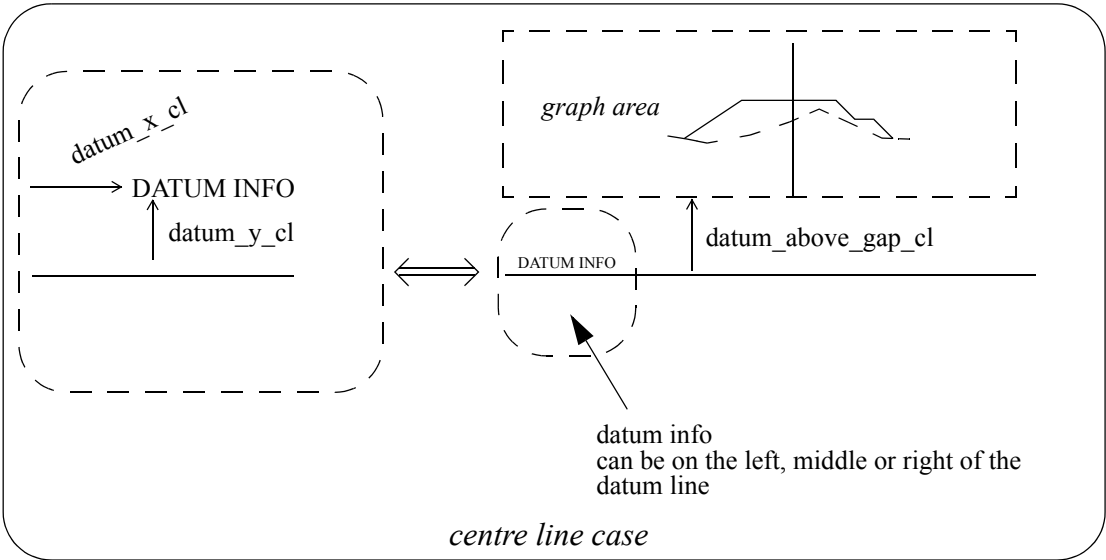 datum_x_cl
DATUM INFO
datum_y_cl
graph area
datum_above_gap_cl
DATUM INFO
datum info
can be on the left, middle or right of the
datum line
centre line case